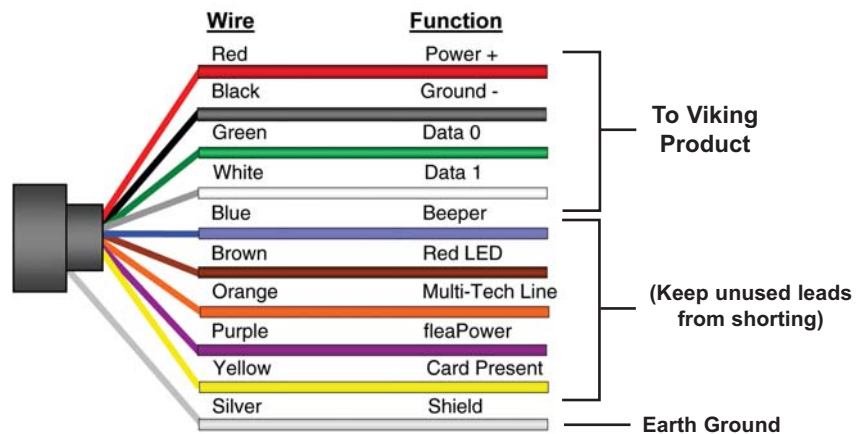 Wire Function
Red Power +
Black Ground -
Green Data 0
White Data 1
Blue Beeper
Brown Red LED
Orange Multi-Tech Line
Purple fleaPower
Yellow Card Present
Silver Shield
To Viking
Product
(Keep unused leads
from shorting)
Earth Ground